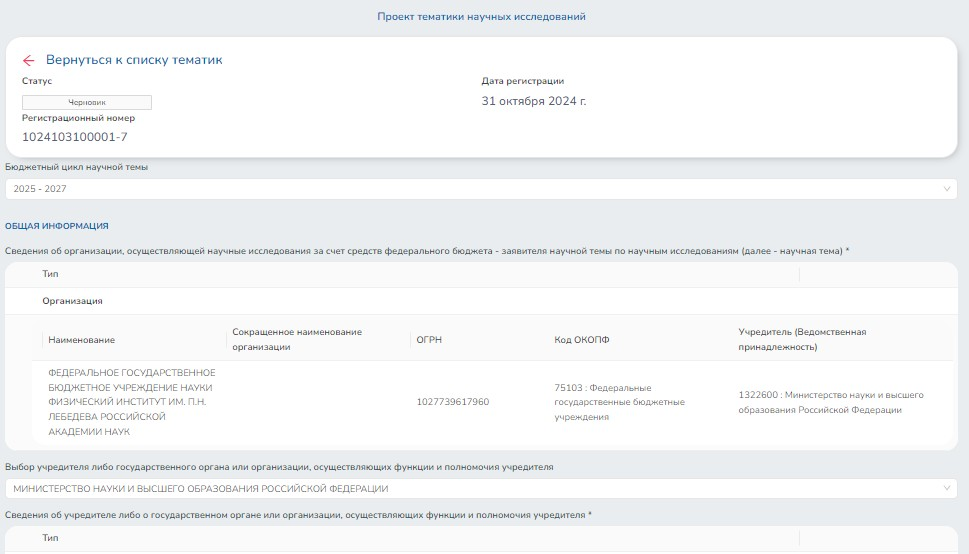 Проект тематики научных исследований
Вернуться к списку тематик
Статус
Дата регистрации
Черновик
31 октября 2024 г.
Регистрационный номер
1024103100001-7
Бюджетный цикл научной темы
2025 - 2027
ОБЩАЯ ИНФОРМАЦИЯ
Сведения об организации, осуществляющей научные исследования за счет средств федерального бюджета - заявителя научной темы по научным исследованиям (далее - научная тема) *
Тип
Организация
Наименование
Сокращенное наименование
организации
ОГРН
Код ОКОПФ
Учредитель (Ведомственная
принадлежность)
ФЕДЕРАЛЬНОЕ ГОСУДАРСТВЕННОЕ
БЮДЖЕТНОЕ УЧРЕЖДЕНИЕ НАУКИ
ФИЗИЧЕСКИЙ ИНСТИТУТ ИМ. П.Н.
ЛЕБЕДЕВА РОССИЙСКОЙ
АКАДЕМИИ НАУК
1027739617960
75103 : Федеральные
государственные бюджетные
учреждения
1322600 : Министерство науки и высшего
образования Российской Федерации
Выбор учредителя либо государственного органа или организации, осуществляющих функции и полномочия учредителя
МИНИСТЕРСТВО НАУКИ И ВЫСШЕГО ОБРАЗОВАНИЯ РОССИЙСКОЙ ФЕДЕРАЦИИ
Сведения об учредителе либо о государственном органе или организации, осуществляющих функции и полномочия учредителя *
Тип